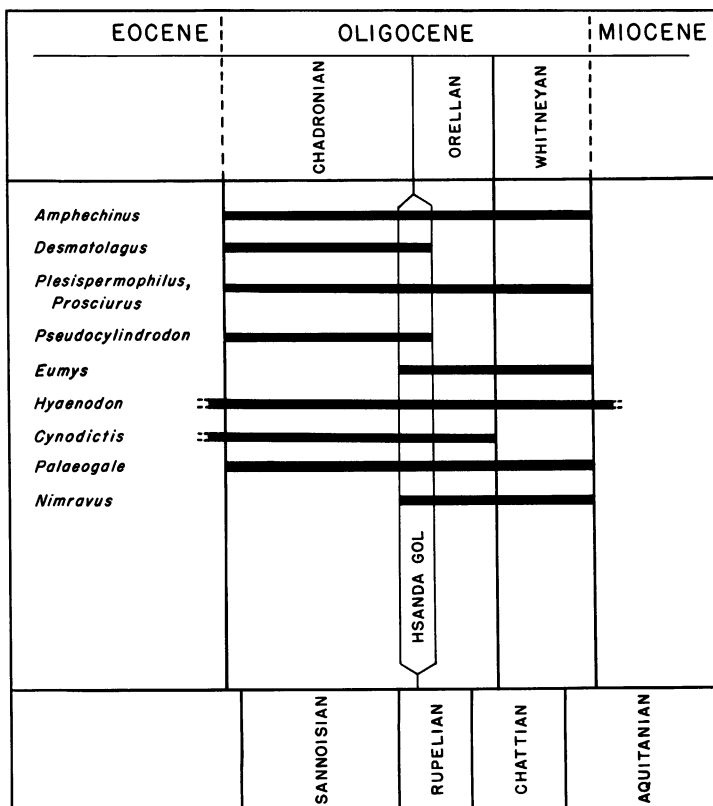 EOCENE OLIGOCENE MIOCENE
CHADRONIAN
ORELLAN
WHITNEYAN
Amphechinus
Desmatolagus
Plesispermophilus,
Prosciurus
Pseudocylindrodon
Eumys
Hyaenodon
Cynodictis
Palaeogale
Nimravus
HSANDA GOL
SANNOISIAN
RUPELIAN
CHATTIAN
AQUITANIAN